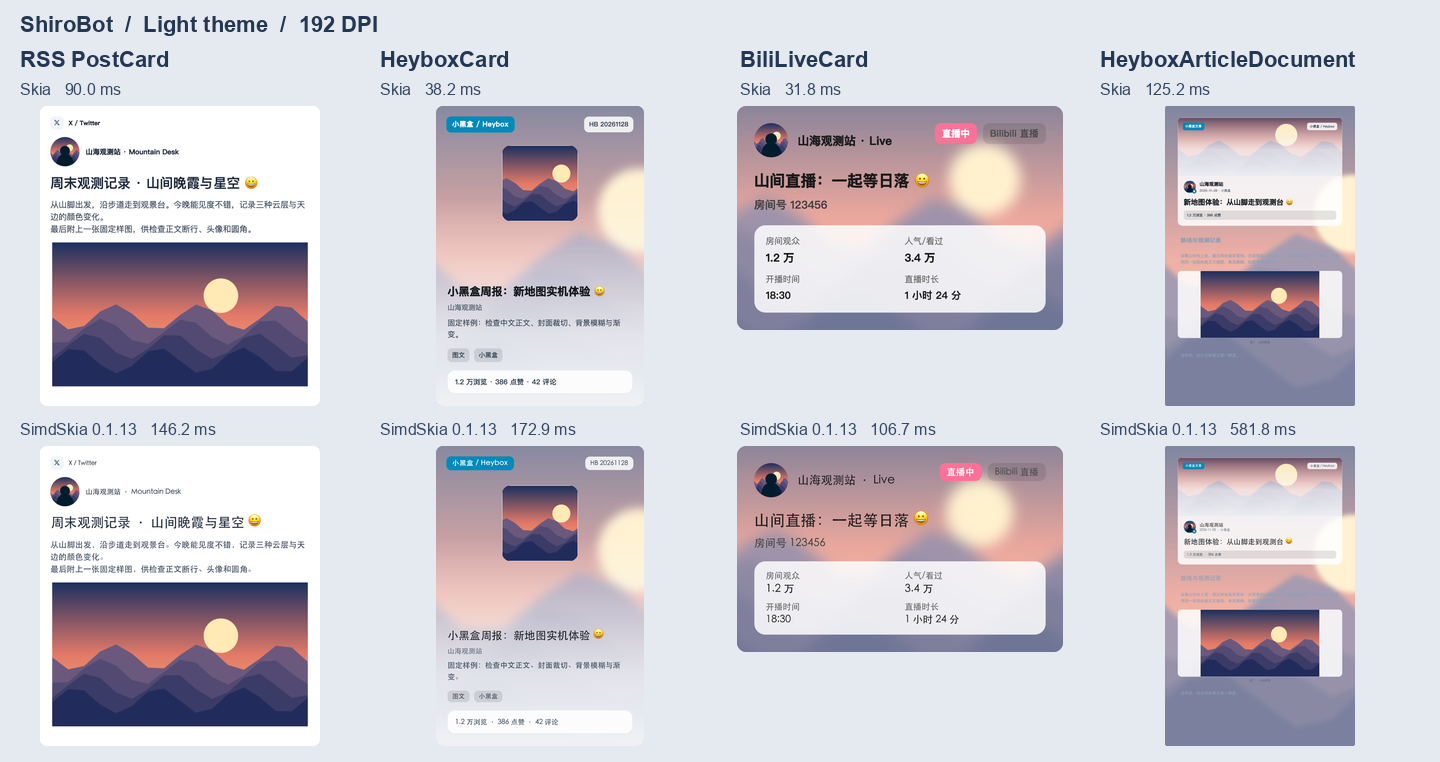 ShiroBot / Light theme / 192 DPI
RSS PostCard
Skia 90.0 ms
X / Twitter
山海观测站 · Mountain Desk
周末观测记录 · 山间晚霞与星空 😀
从山脚出发，沿步道走到观景台。今晚能见度不错，记录三种云层与天
边的颜色变化。
最后附上一张固定样图，供检查正文断行、头像和圆角。
HeyboxCard
Skia 38.2 ms
小黑盒 / Heybox
HB 20261128
小黑盒周报：新地图实机体验 😀
山海观测站
固定样例：检查中文正文、封面裁切、背景模糊与渐
变。
图文 小黑盒
1.2 万浏览 · 386 点赞 · 42 评论
BiliLiveCard
Skia 31.8 ms
山海观测站 · Live
直播中
Bilibili 直播
山间直播：一起等日落 😀
房间号 123456
房间观众 人气/看过
1.2 万 3.4 万
开播时间 直播时长
18:30 1 小时 24 分
HeyboxArticleDocument
Skia 125.2 ms
小黑盒 / Heybox
山海观测站
新地图体验：从山脚走到观测台 😀
SimdSkia 0.1.13 146.2 ms
X / Twitter
山海观测站 · Mountain Desk
周末观测记录 · 山间晚霞与星空 😀
从山脚出发，沿步道走到观景台。今晚能见度不错，记录三种云层与天
边的颜色变化。
最后附上一张固定样图，供检查正文断行、头像和圆角。
SimdSkia 0.1.13 172.9 ms
小黑盒 / Heybox
HB 20261128
小黑盒周报：新地图实机体验 😀
山海观测站
固定样例：检查中文正文、封面裁切、背景模糊与渐
变。
图文 小黑盒
1.2 万浏览 · 386 点赞 · 42 评论
SimdSkia 0.1.13 106.7 ms
山海观测站 · Live
直播中
Bilibili 直播
山间直播：一起等日落 😀
房间号 123456
房间观众 人气/看过
1.2 万 3.4 万
开播时间 直播时长
18:30 1 小时 24 分
SimdSkia 0.1.13 581.8 ms
小黑盒 / Heybox
山海观测站
新地图体验：从山脚走到观测台 😀